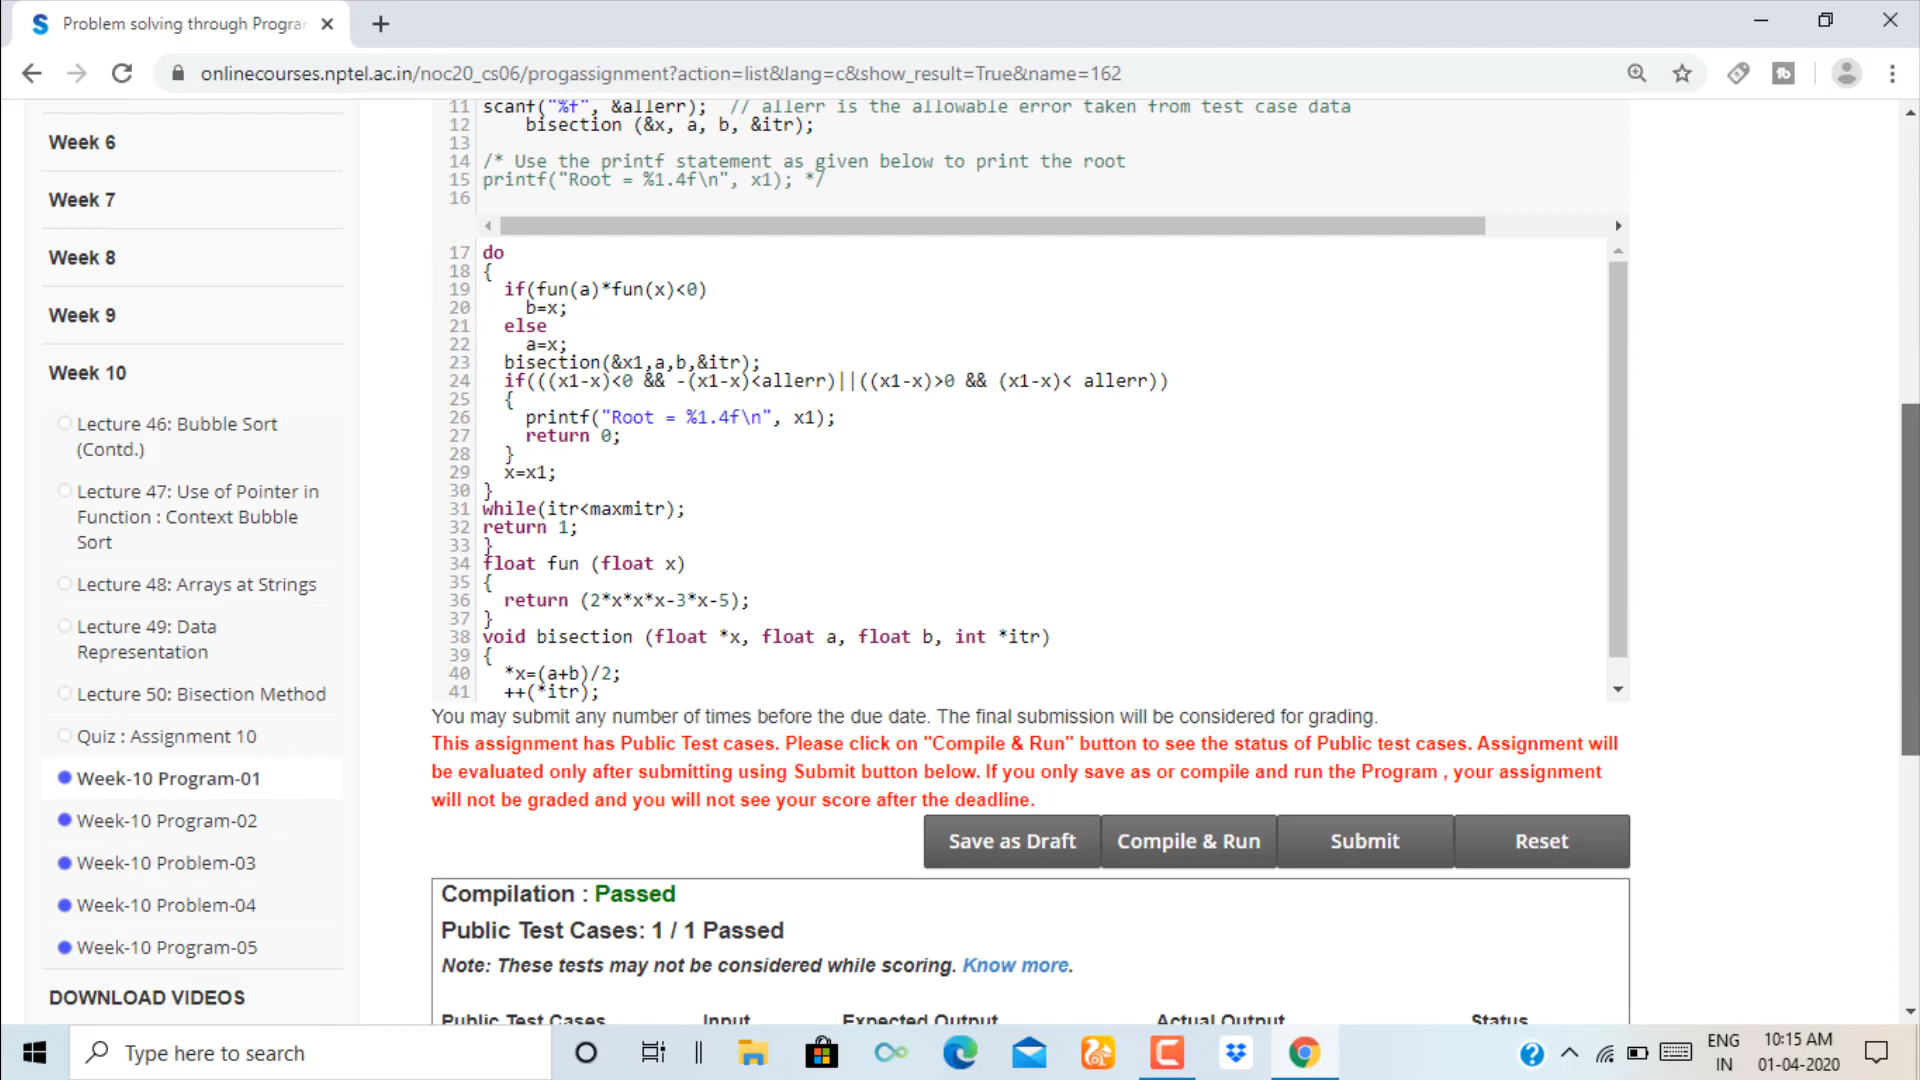 Problem solving through Progra
onlinecourses.nptel.ac.in/noc20_cs06/progassignment?action=list&lang=c&show_result=True&name=162
Week 6
Week 7
Week 8
Week 9
Week 10
Lecture 46: Bubble Sort
(Contd.)
Lecture 47: Use of Pointer in
Function : Context Bubble
Sort
Lecture 48: Arrays at Strings
Lecture 49: Data
Representation
Lecture 50: Bisection Method
Quiz : Assignment 10
Week-10 Program-01
Week-10 Program-02
Week-10 Problem-03
Week-10 Problem-04
Week-10 Program-05
DOWNLOAD VIDEOS
11 scanf("%f", &allerr);  // allerr is the allowable error taken from test case data
12 bisection (&x, a, b, &itr);
13
14 /* Use the printf statement as given below to print the root
15 printf("Root = %1.4f\n", x1); */
16
17 do
18 {
19 if(fun(a)*fun(x)<0)
20 b=x;
21 else
22 a=x;
23 bisection(&x1,a,b,&itr);
24 if(((x1-x)<0 && -(x1-x)<allerr)||((x1-x)>0 && (x1-x)< allerr))
25 {
26 printf("Root = %1.4f\n", x1);
27 return 0;
28 }
29 x=x1;
30 }
31 while(itr<maxmitr);
32 return 1;
33 }
34 float fun (float x)
35 {
36 return (2*x*x*x-3*x-5);
37 }
38 void bisection (float *x, float a, float b, int *itr)
39 {
40 *x=(a+b)/2;
41 ++(*itr);
You may submit any number of times before the due date. The final submission will be considered for grading.
This assignment has Public Test cases. Please click on "Compile & Run" button to see the status of Public test cases. Assignment will
be evaluated only after submitting using Submit button below. If you only save as or compile and run the Program , your assignment
will not be graded and you will not see your score after the deadline.
Save as Draft Compile & Run Submit Reset
Compilation : Passed
Public Test Cases: 1 / 1 Passed
Note: These tests may not be considered while scoring. Know more.
Public Test Cases Input Expected Output Actual Output Status
Type here to search
ENG
IN
10:15 AM
01-04-2020